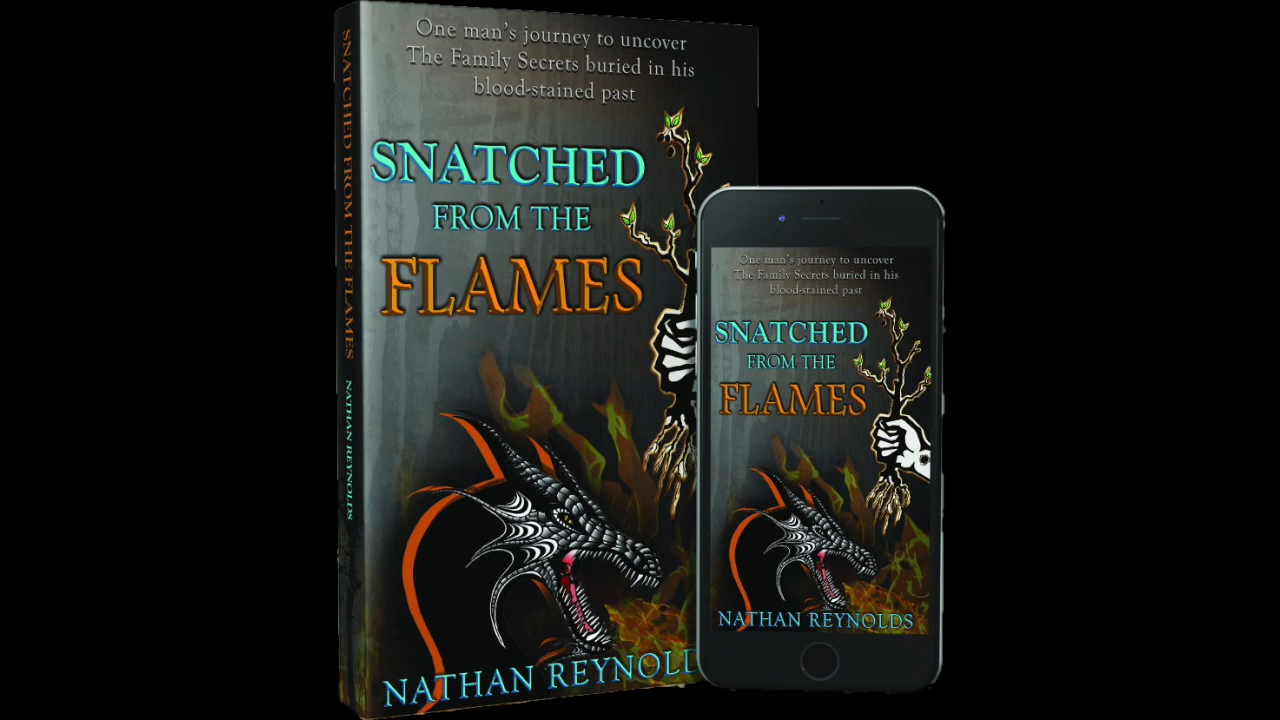 SNATCHED FROM THE FLAMES NATHAN REYNOLDS
One man's journey to uncover
The Family Secrets buried in his
blood-stained past
SNATCHED
FROM THE
FLAMES
NATHAN REYNOLD
One man's journey to uncover
The Family Secrets buried in his
blood-stained past
SNATCHED
FROM THE
FLAMES
NATHAN REYNOLDS